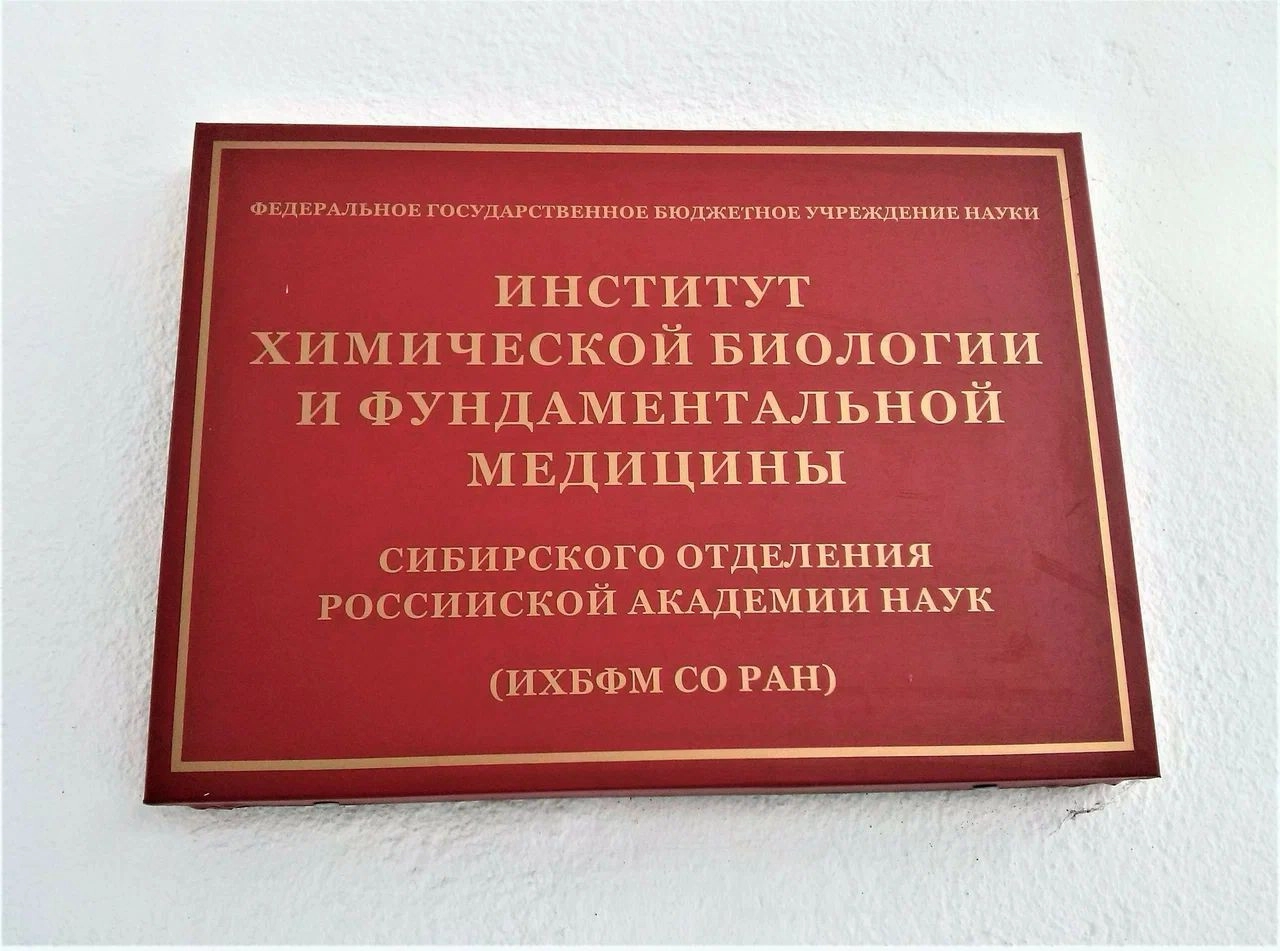 ФЕДЕРАЛЬНОЕ ГОСУДАРСТВЕННОЕ БЮДЖЕТНОЕ УЧРЕЖДЕНИЕ НАУКИ
ИНСТИТУТ
ХИМИЧЕСКОЙ БИОЛОГИИ
И ФУНДАМЕНТАЛЬНОЙ
МЕДИЦИНЫ
СИБИРСКОГО ОТДЕЛЕНИЯ
РОССИИСКОЙ АКАДЕМИИ НАУК
(ИХБФМ СО РАН)